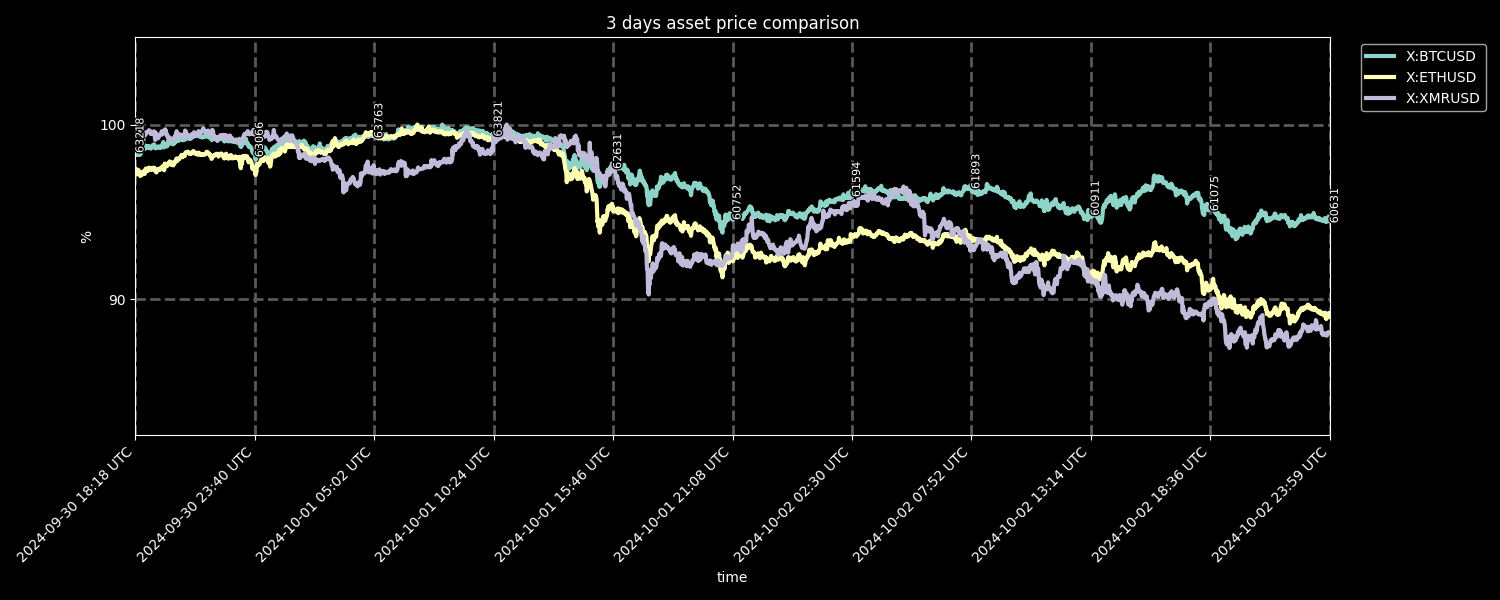 3 days asset price comparison
X:BTCUSD
X:ETHUSD
X:XMRUSD
100
90
%
63218
63066
63763
63821
62631
60752
61594
61893
60911
61075
60631
2024-09-30 18:18 UTC
2024-09-30 23:40 UTC
2024-10-01 05:02 UTC
2024-10-01 10:24 UTC
2024-10-01 15:46 UTC
2024-10-01 21:08 UTC
2024-10-02 02:30 UTC
2024-10-02 07:52 UTC
2024-10-02 13:14 UTC
2024-10-02 18:36 UTC
2024-10-02 23:59 UTC
time